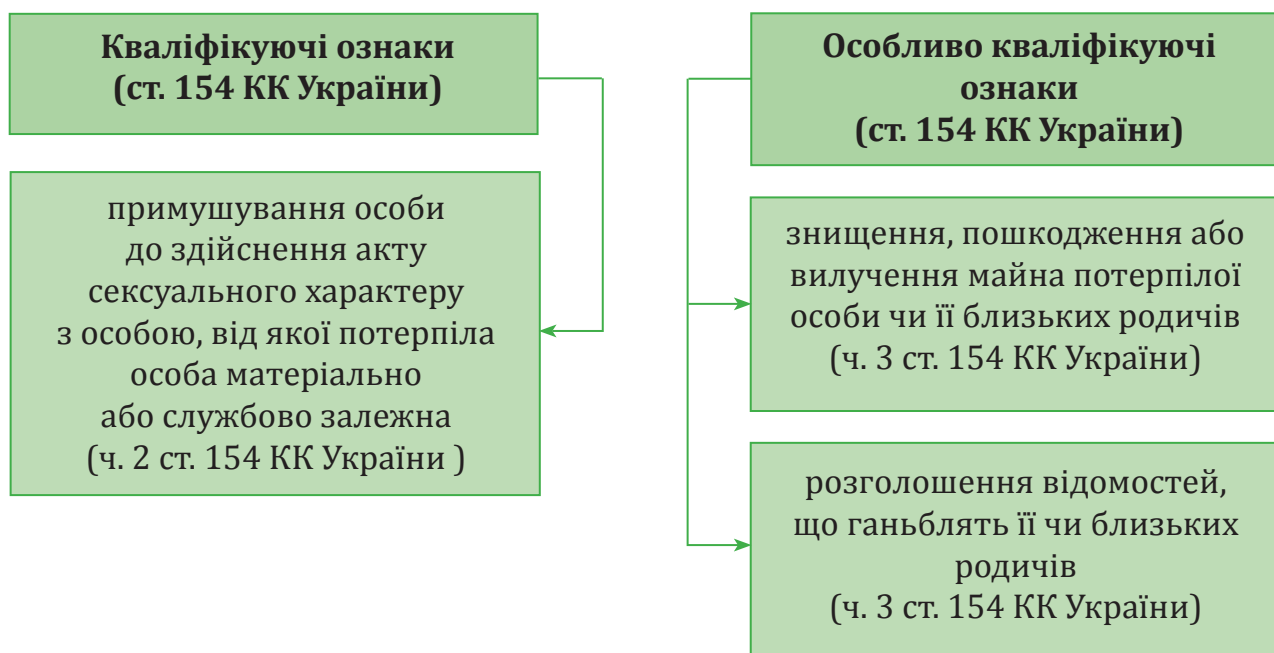 Кваліфікуючі ознаки
(ст. 154 КК України)
примушування особи
до здійснення акту
сексуального характеру
з особою, від якої потерпіла
особа матеріально
або службово залежна
(ч. 2 ст. 154 КК України )
Особливо кваліфікуючі
ознаки
(ст. 154 КК України)
знищення, пошкодження або
вилучення майна потерпілої
особи чи її близьких родичів
(ч. 3 ст. 154 КК України)
розголошення відомостей,
що ганьблять її чи близьких
родичів
(ч. 3 ст. 154 КК України)